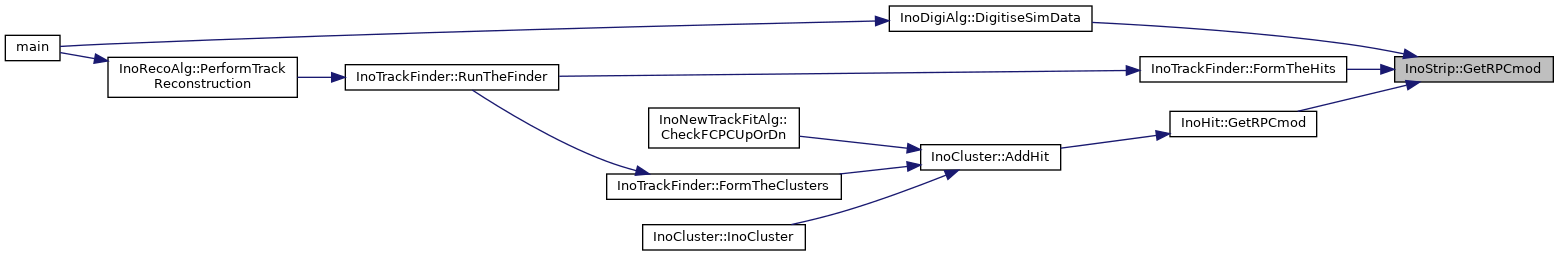 main
InoRecoAlg::PerformTrack
Reconstruction
InoTrackFinder::RunTheFinder
InoDigiAlg::DigitiseSimData
InoNewTrackFitAlg::
CheckFCPCUpOrDn
InoTrackFinder::FormTheClusters
InoCluster::InoCluster
InoCluster::AddHit
InoTrackFinder::FormTheHits
InoHit::GetRPCmod
InoStrip::GetRPCmod